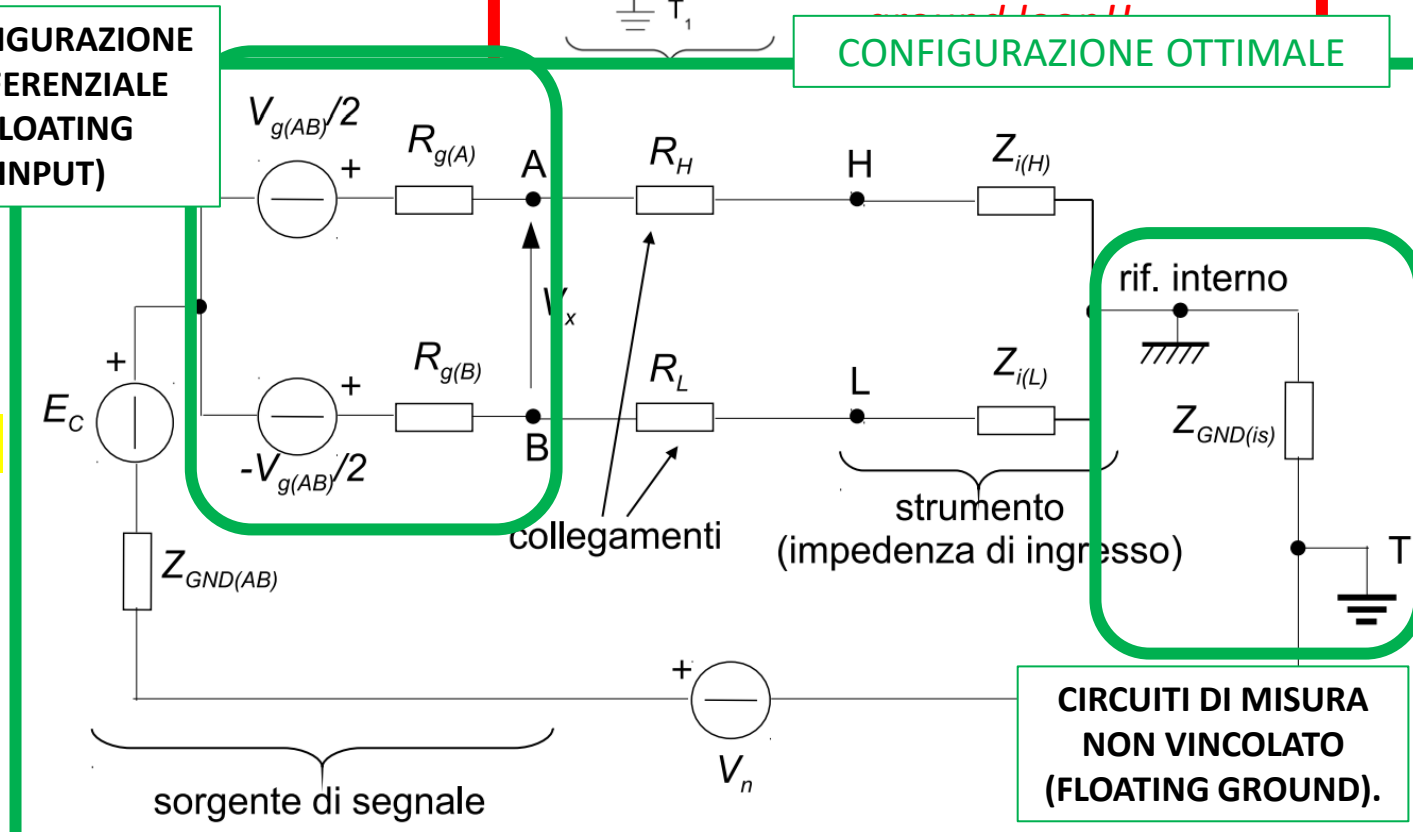 T1
CONFIGURAZIONE OTTIMALE
FERENZIALE
INPUT)
Vg(AB)/2
+
Rg(A)
A
RH
H
Zi(H)
rif. interno
Vx
+
EC
+
Rg(B)
B
RL
L
Zi(L)
ZGND(is)
-Vg(AB)/2
collegamenti
strumento
(impedenza di ingresso)
T
ZGND(AB)
+
Vn
sorgente di segnale
CIRCUITI DI MISURA
NON VINCOLATO
(FLOATING GROUND).